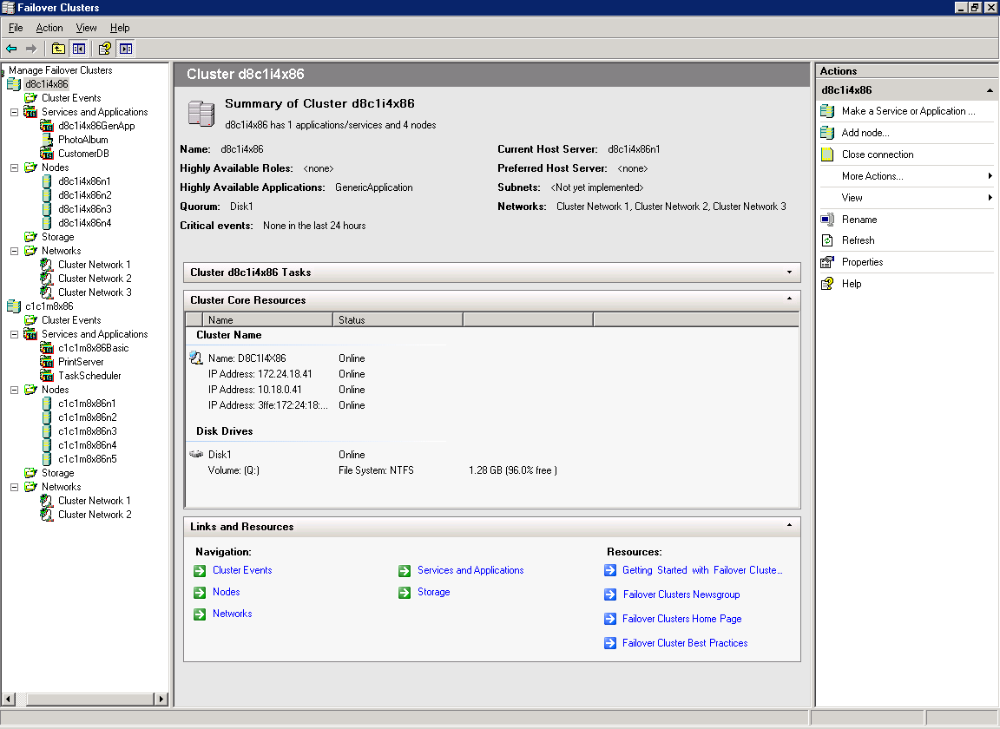 Failover Clusters
File Action View Help
Manage Failover Clusters
d8c1i4x86
Cluster Events
Services and Applications
d8c1i4x86GenApp
PhotoAlbum
CustomerDB
Nodes
d8c1i4x86n1
d8c1i4x86n2
d8c1i4x86n3
d8c1i4x86n4
Storage
Networks
Cluster Network 1
Cluster Network 2
Cluster Network 3
c1c1m8x86
Cluster Events
Services and Applications
c1c1m8x86Basic
PrintServer
TaskScheduler
Nodes
c1c1m8x86n1
c1c1m8x86n2
c1c1m8x86n3
c1c1m8x86n4
c1c1m8x86n5
Storage
Networks
Cluster Network 1
Cluster Network 2
Cluster d8c1i4x86
Summary of Cluster d8c1i4x86
d8c1i4x86 has 1 applications/services and 4 nodes
Name: d8c1i4x86
Highly Available Roles: <none>
Highly Available Applications: GenericApplication
Quorum: Disk1
Critical events: None in the last 24 hours
Current Host Server: d8c1i4x86n1
Preferred Host Server: <none>
Subnets: <Not yet implemented>
Networks: Cluster Network 1, Cluster Network 2, Cluster Network 3
Cluster d8c1i4x86 Tasks
Cluster Core Resources
Name Status
Cluster Name
Name: D8C1I4X86 Online
IP Address: 172.24.18.41 Online
IP Address: 10.18.0.41 Online
IP Address: 3ffe:172:24:18:... Online
Disk Drives
Disk1 Online
Volume: (Q:) File System: NTFS 1.28 GB (96.0% free )
Links and Resources
Navigation:
Cluster Events
Nodes
Networks
Services and Applications
Storage
Resources:
Getting Started with Failover Cluste...
Failover Clusters Newsgroup
Failover Clusters Home Page
Failover Cluster Best Practices
Actions
d8c1i4x86
Make a Service or Application ...
Add node...
Close connection
More Actions...
View
Rename
Refresh
Properties
Help